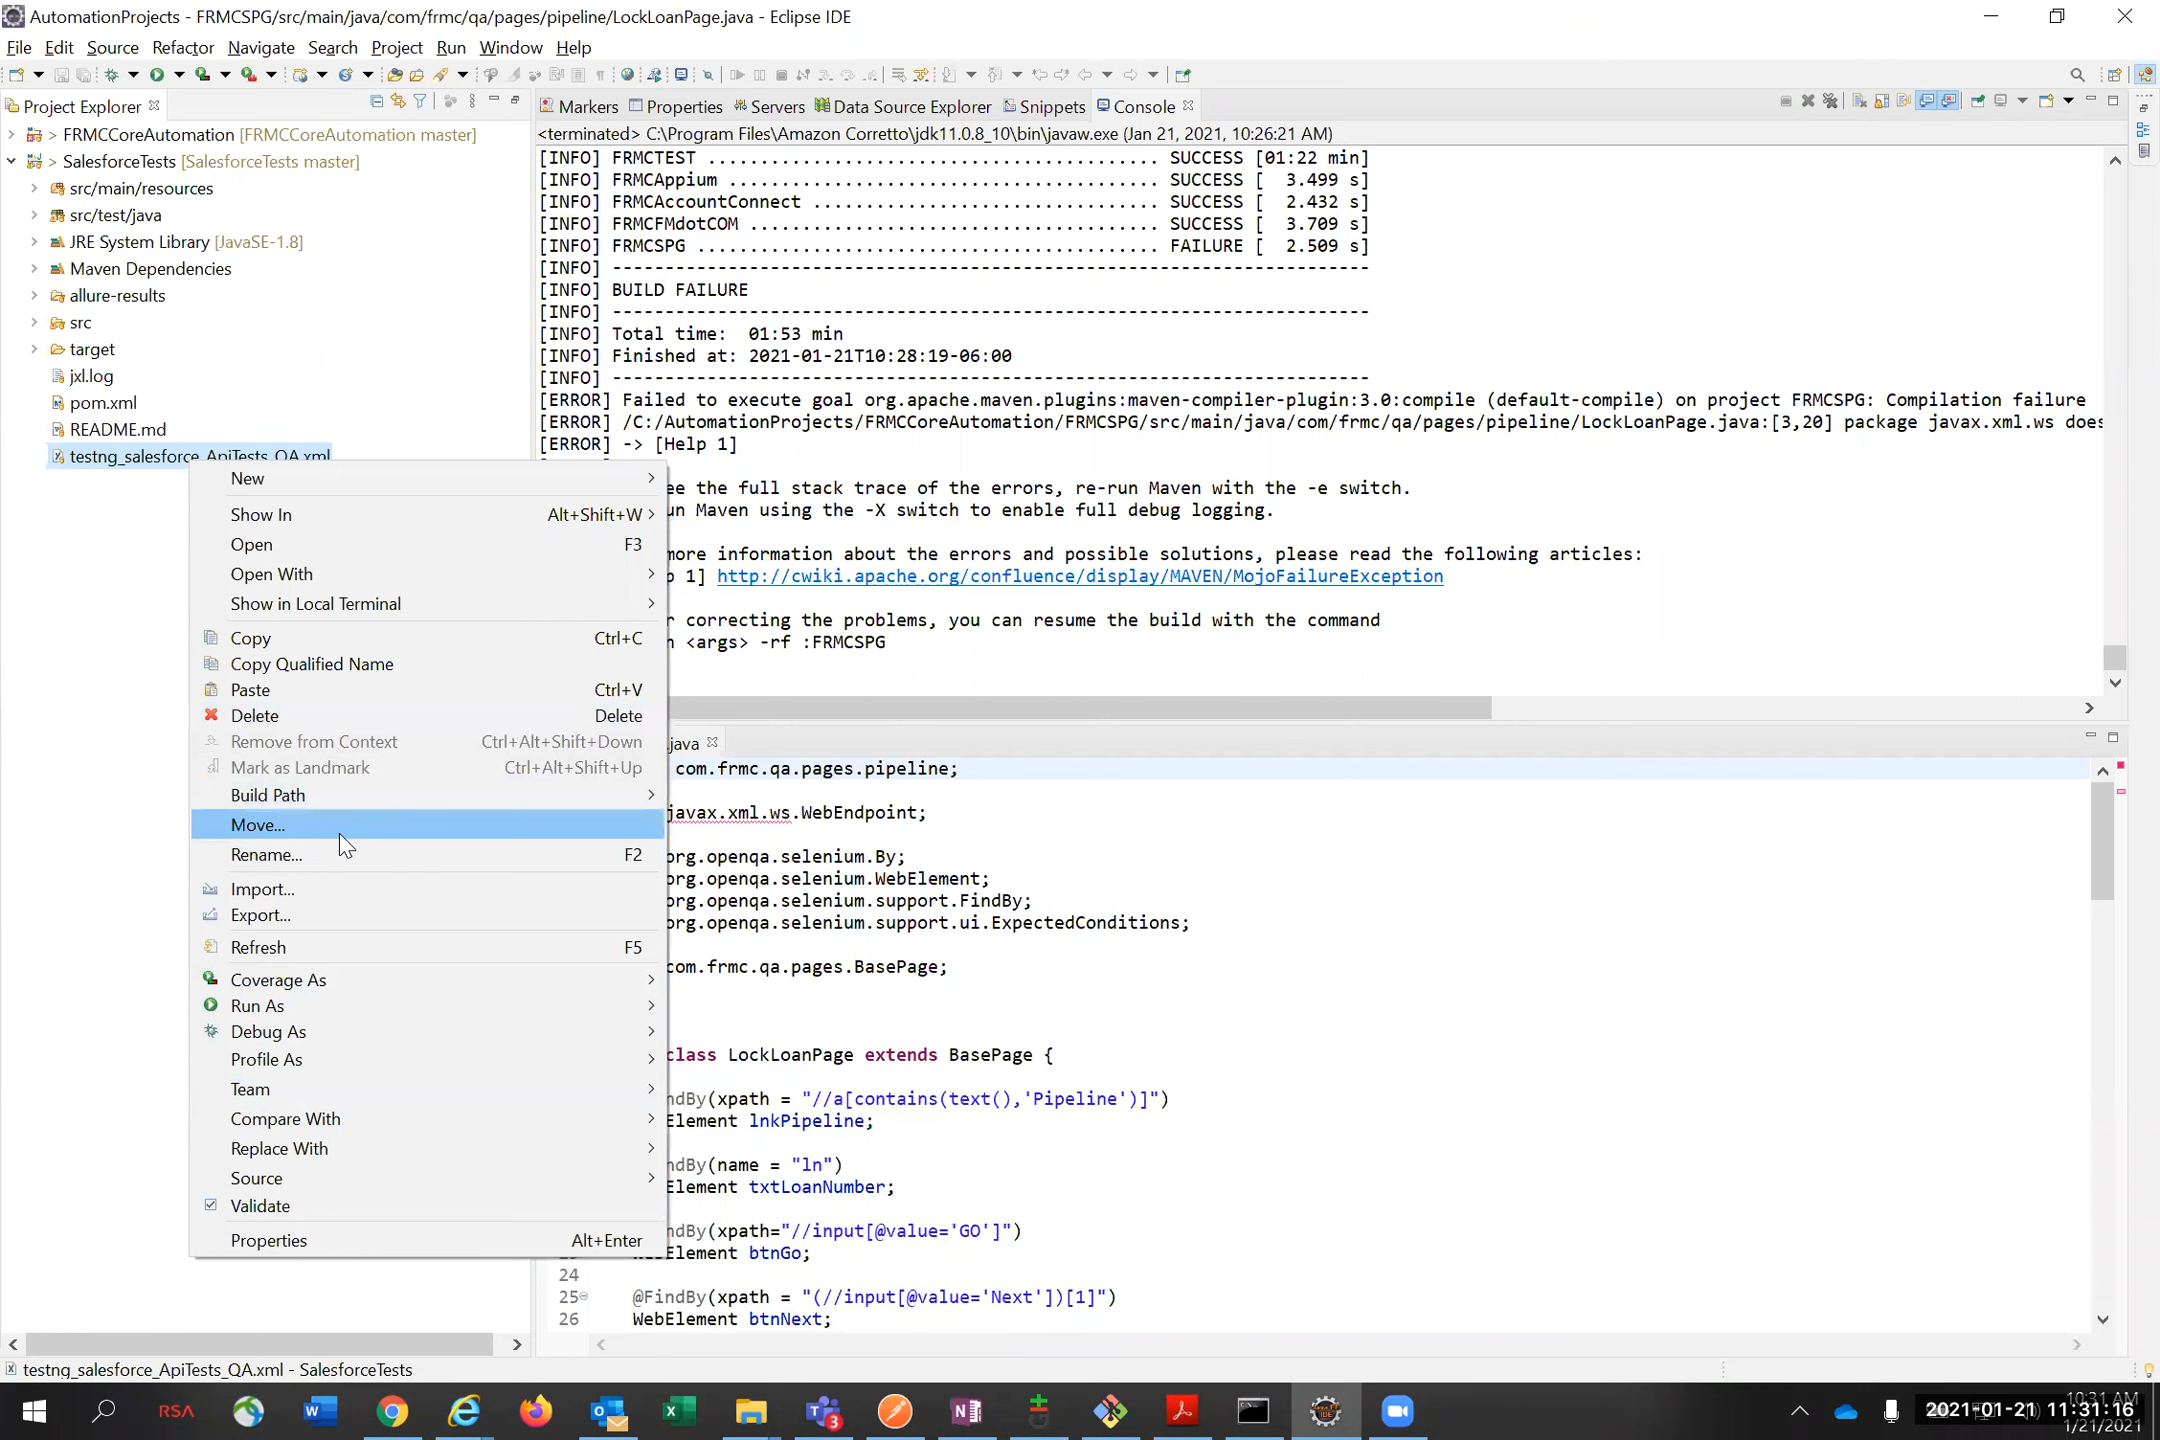 AutomationProjects - FRMCSPG/src/main/java/com/frmc/qa/pages/pipeline/LockLoanPage.java - Eclipse IDE
File Edit Source Refactor Navigate Search Project Run Window Help
Project Explorer
> FRMCCoreAutomation [FRMCCoreAutomation master]
> SalesforceTests [SalesforceTests master]
src/main/resources
src/test/java
JRE System Library [JavaSE-1.8]
Maven Dependencies
allure-results
src
target
jxl.log
pom.xml
README.md
testng_salesforce_ApiTests_QA.xml
New
Show In Alt+Shift+W
Open F3
Open With
Show in Local Terminal
Copy Ctrl+C
Copy Qualified Name
Paste Ctrl+V
Delete Delete
Remove from Context Ctrl+Alt+Shift+Down
Mark as Landmark Ctrl+Alt+Shift+Up
Build Path
Move...
Rename... F2
Import...
Export...
Refresh F5
Coverage As
Run As
Debug As
Profile As
Team
Compare With
Replace With
Source
Validate
Properties Alt+Enter
Markers Properties Servers Data Source Explorer Snippets Console
<terminated> C:\Program Files\Amazon Corretto\jdk11.0.8_10\bin\javaw.exe (Jan 21, 2021, 10:26:21 AM)
[INFO] FRMCTEST ......................................... SUCCESS [01:22 min]
[INFO] FRMCAppium ....................................... SUCCESS [  3.499 s]
[INFO] FRMCAccountConnect ............................... SUCCESS [  2.432 s]
[INFO] FRMCFMdotCOM ..................................... SUCCESS [  3.709 s]
[INFO] FRMCSPG .......................................... FAILURE [  2.509 s]
[INFO] ------------------------------------------------------------------------
[INFO] BUILD FAILURE
[INFO] ------------------------------------------------------------------------
[INFO] Total time:  01:53 min
[INFO] Finished at: 2021-01-21T10:28:19-06:00
[INFO] ------------------------------------------------------------------------
[ERROR] Failed to execute goal org.apache.maven.plugins:maven-compiler-plugin:3.0:compile (default-compile) on project FRMCSPG: Compilation failure
[ERROR] /C:/AutomationProjects/FRMCCoreAutomation/FRMCSPG/src/main/java/com/frmc/qa/pages/pipeline/LockLoanPage.java:[3,20] package javax.xml.ws does
[ERROR] -> [Help 1]
ee the full stack trace of the errors, re-run Maven with the -e switch.
un Maven using the -X switch to enable full debug logging.
more information about the errors and possible solutions, please read the following articles:
p 1] http://cwiki.apache.org/confluence/display/MAVEN/MojoFailureException
r correcting the problems, you can resume the build with the command
n <args> -rf :FRMCSPG
.java
com.frmc.qa.pages.pipeline;
javax.xml.ws.WebEndpoint;
org.openqa.selenium.By;
org.openqa.selenium.WebElement;
org.openqa.selenium.support.FindBy;
org.openqa.selenium.support.ui.ExpectedConditions;
com.frmc.qa.pages.BasePage;
class LockLoanPage extends BasePage {
ndBy(xpath = "//a[contains(text(),'Pipeline')]")
Element lnkPipeline;
ndBy(name = "ln")
Element txtLoanNumber;
ndBy(xpath="//input[@value='GO']")
WebElement btnGo;
24
25 @FindBy(xpath = "(//input[@value='Next'])[1]")
26 WebElement btnNext;
testng_salesforce_ApiTests_QA.xml - SalesforceTests
RSA
3
10:31 AM
2021-01-21 11:31:16
1/21/2021